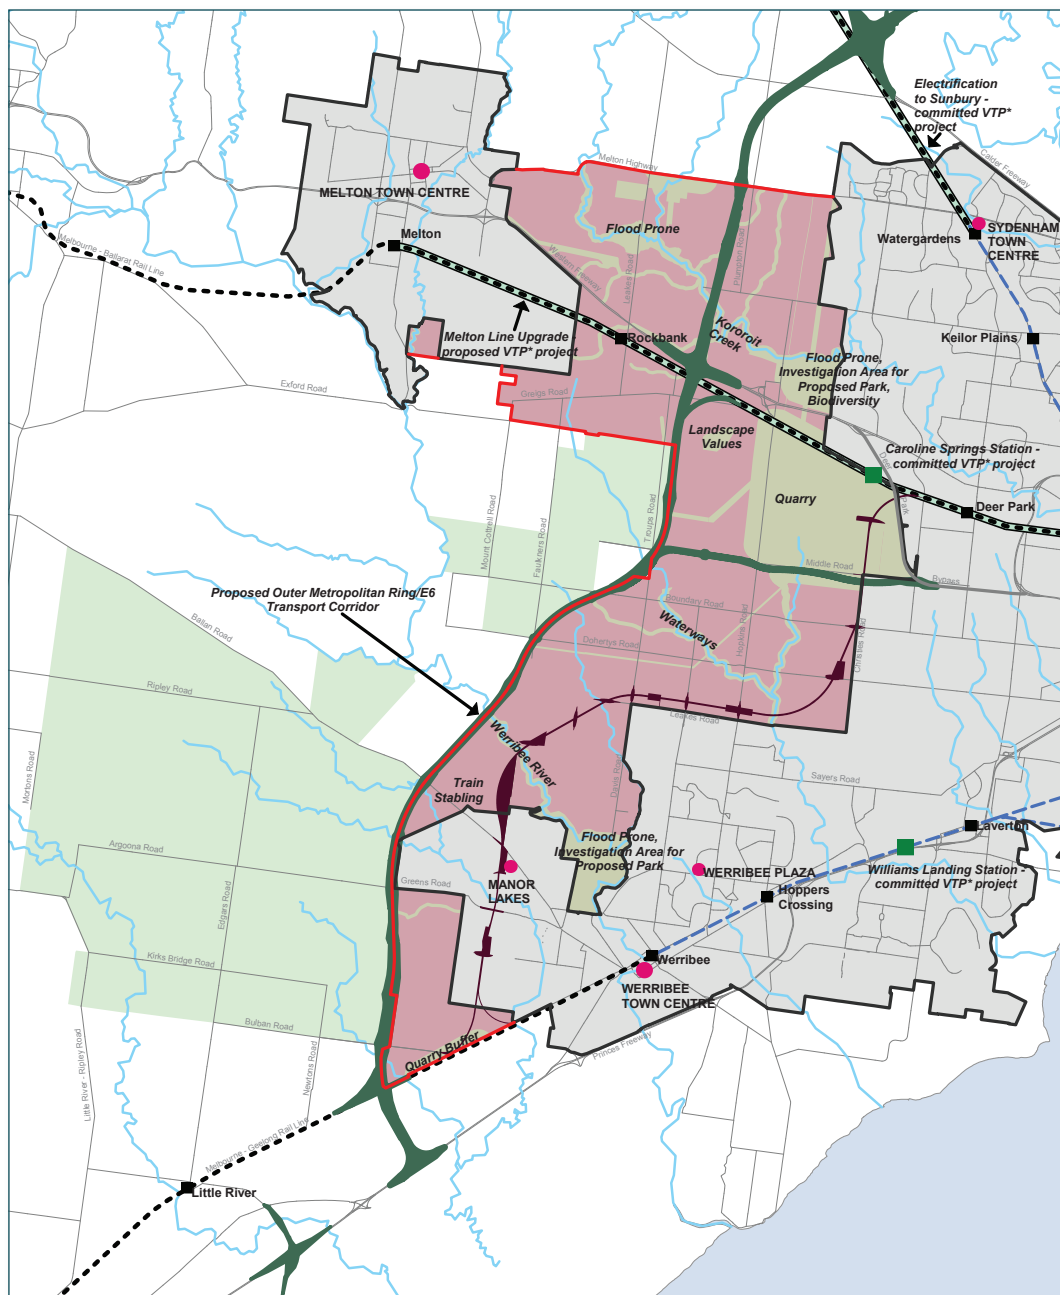 Electrification
to Sunbury -
committed VTP*
project
Calder Freeway
Melton Highway
MELTON TOWN CENTRE
SYDENHAM
TOWN
CENTRE
Watergardens
Flood Prone
Melton
Melbourne - Ballarat Rail Line
Western Freeway
Leakes Road
Plumpton Road
Kororoit
Creek
Melton Line Upgrade -
proposed VTP* project
Rockbank
Keilor Plains
Flood Prone,
Investigation Area for
Proposed Park,
Biodiversity
Exford Road
Greigs Road
Landscape
Values
Caroline Springs Station -
committed VTP* project
Deer Park
Quarry
Deer Park
Bypass
Mount Cottrell Road
Faulkners Road
Troups Road
Middle Road
Proposed Outer Metropolitan Ring/E6
Transport Corridor
Boundary Road
Waterways
Hopkins Road
Christies Road
Dohertys Road
Ballan Road
Ripley Road
Leakes Road
Werribee River
Mortons Road
Train
Stabling
Davis Road
Sayers Road
Laverton
Argoona Road
Flood Prone,
Investigation Area for
Proposed Park
Greens Road
MANOR
LAKES
WERRIBEE PLAZA
Williams Landing Station -
committed VTP* project
Hoppers
Crossing
Edgars Road
Kirks Bridge Road
Werribee
WERRIBEE
TOWN CENTRE
Bulban Road
Quarry Buffer
Princes Freeway
Little River - Ripley Road
Newtons Road
Melbourne - Geelong Rail Line
Little River